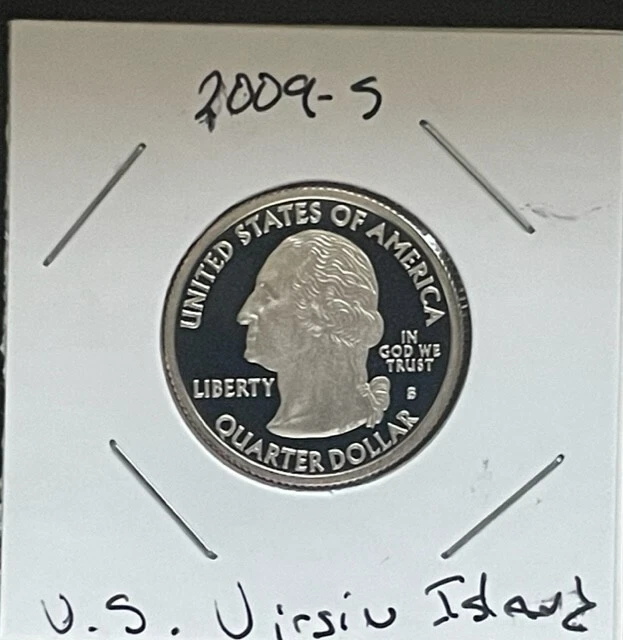 2009-S
UNITED STATES OF AMERICA
IN
GOD WE
TRUST
LIBERTY
S
QUARTER DOLLAR
U.S. Virgin Island